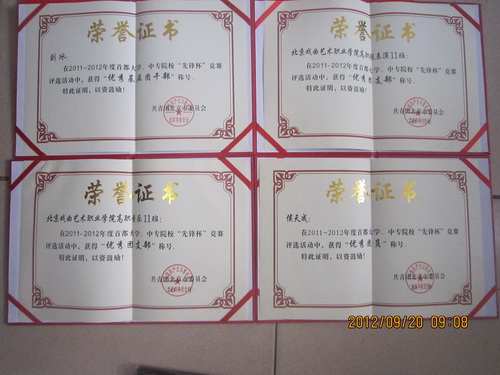 荣誉证书
刘冰：
在2011-2012年度首都大学、中专院校“先锋杯”竞赛
评选活动中，获得“优秀基层团干部”称号。
特此证明，以资鼓励！
共青团北京市委员会
荣誉证书
北京戏曲艺术职业学院高职表演11班：
在2011-2012年度首都大学、中专院校“先锋杯”竞赛
评选活动中，获得“优秀团支部”称号。
特此证明，以资鼓励！
共青团北京市委员会
荣誉证书
北京戏曲艺术职业学院高职音乐11班：
在2011-2012年度首都大学、中专院校“先锋杯”竞赛
评选活动中，获得“优秀团支部”称号。
特此证明，以资鼓励！
共青团北京市委员会
荣誉证书
侯天诚：
在2011-2012年度首都大学、中专院校“先锋杯”竞赛
评选活动中，获得“优秀团员”称号。
特此证明，以资鼓励！
共青团北京市委员会
2012/09/20 09:08